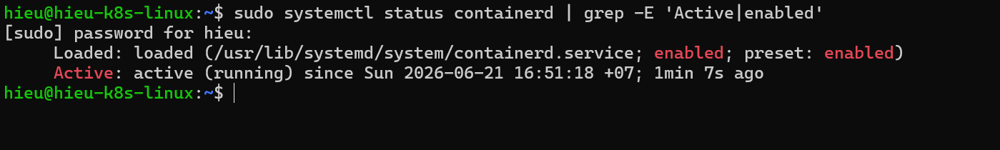 hieu@hieu-k8s-linux:~$ sudo systemctl status containerd | grep -E 'Active|enabled'
[sudo] password for hieu:
     Loaded: loaded (/usr/lib/systemd/system/containerd.service; enabled; preset: enabled)
     Active: active (running) since Sun 2026-06-21 16:51:18 +07; 1min 7s ago
hieu@hieu-k8s-linux:~$